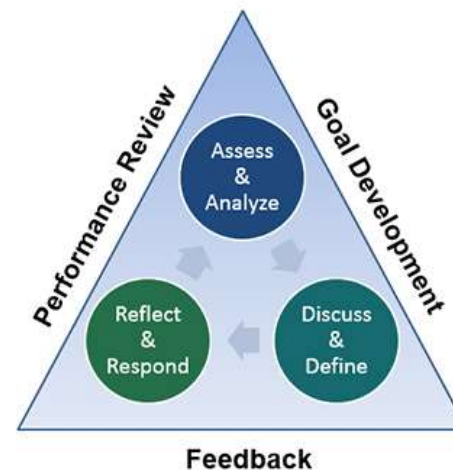 Performance Review
Goal Development
Assess
&
Analyze
Reflect
&
Respond
Discuss
&
Define
Feedback